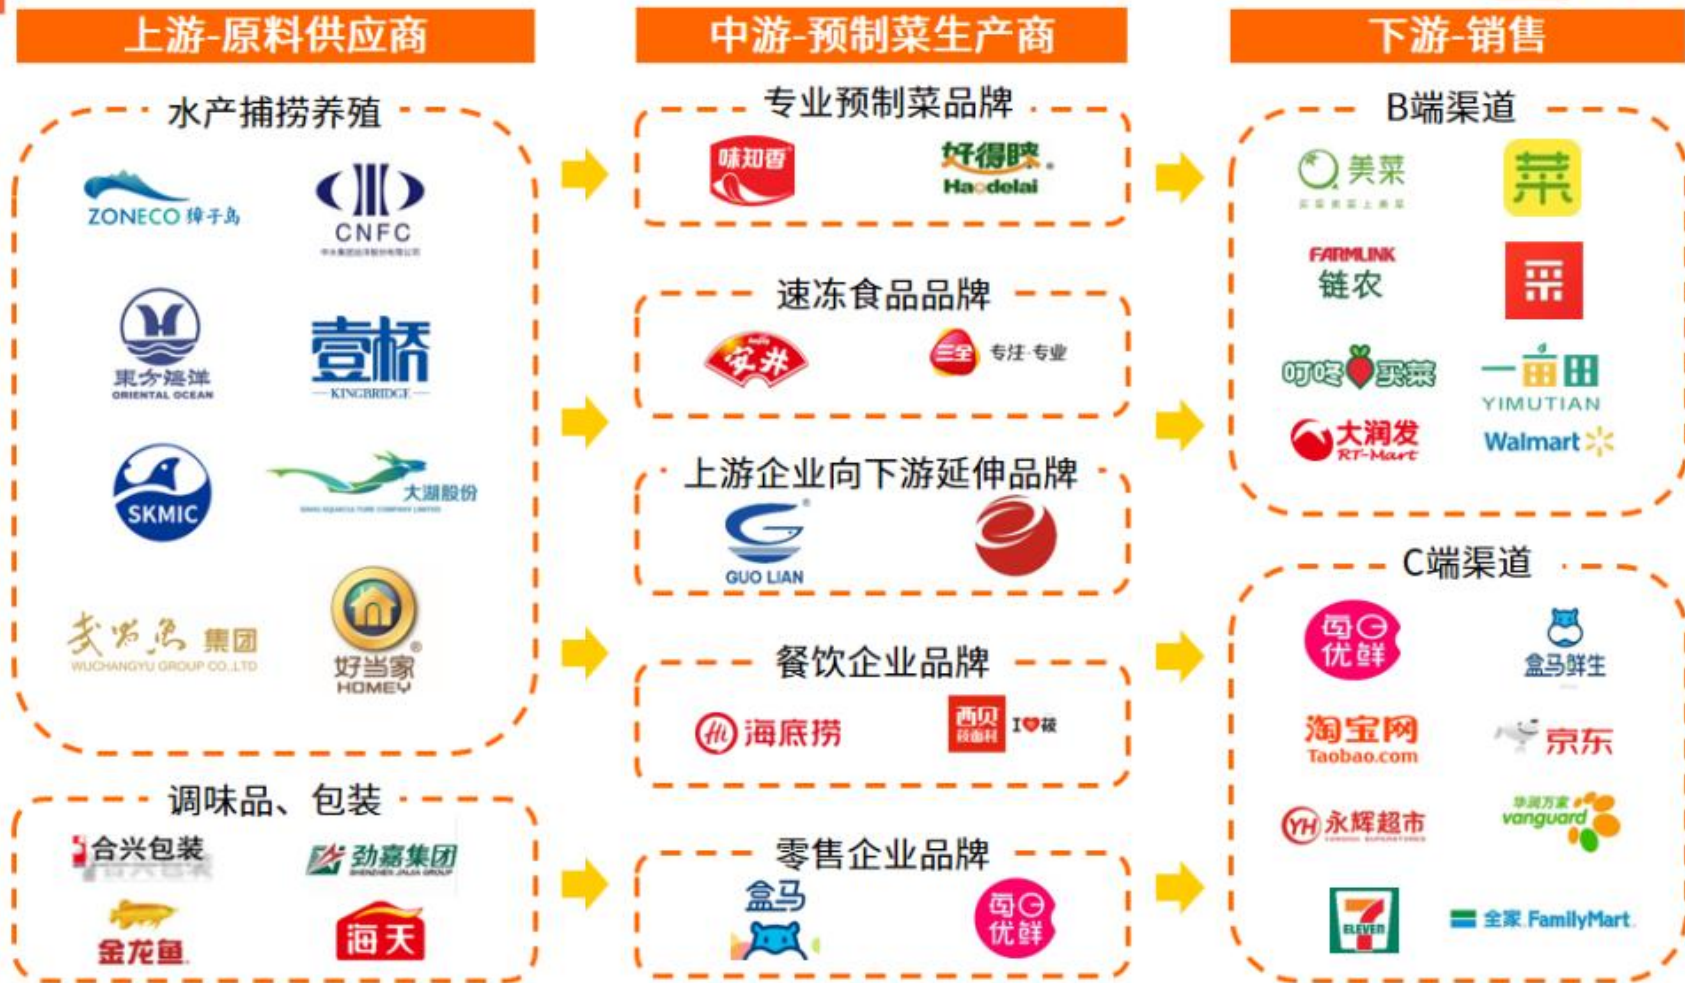 上游-原料供应商
水产捕捞养殖
ZONECO 獐子岛
CNFC
東方海洋
ORIENTAL OCEAN
壹桥
KINGBRIDGE
SKMIC
大湖股份
武昌鱼 集团
WUCHANGYU GROUP CO.,LTD
好当家®
HOMEY
调味品、包装
合兴包装
劲嘉集团
SHENZHEN JINJIA GROUP
金龙鱼
海天
中游-预制菜生产商
专业预制菜品牌
味知香
好得睐®
Haodelai
速冻食品品牌
安井
三全 专注·专业
上游企业向下游延伸品牌
GUO LIAN
餐饮企业品牌
Hi 海底捞
西贝
莜面村
I 莜
零售企业品牌
盒马
每日
优鲜
下游-销售
B端渠道
美菜
菜
FARMLINK
链农
采
叮咚买菜
一亩田
YIMUTIAN
大润发
RT-Mart
Walmart
C端渠道
每日
优鲜
盒马鲜生
淘宝网
Taobao.com
京东
YH 永辉超市
华润万家
vanguard
7
ELEVEN
全家 FamilyMart